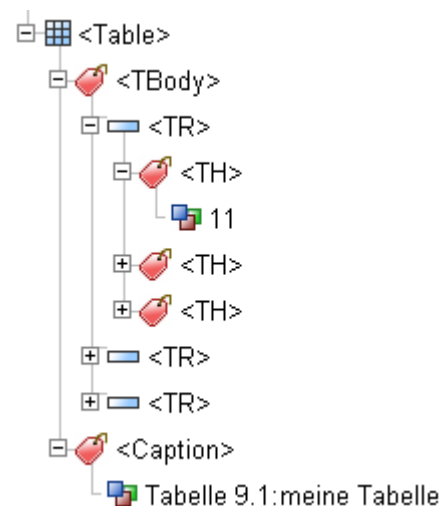 <Table>
<TBody>
<TR>
<TH>
11
<TH>
<TH>
<TR>
<TR>
<Caption>
Tabelle 9.1:meine Tabelle